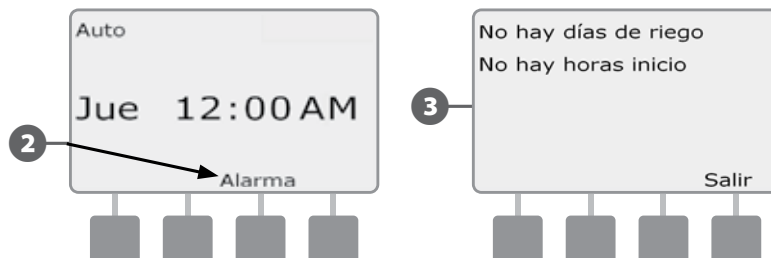 Auto
Jue 12:00 AM
2
Alarma
No hay días de riego
No hay horas inicio
3
Salir